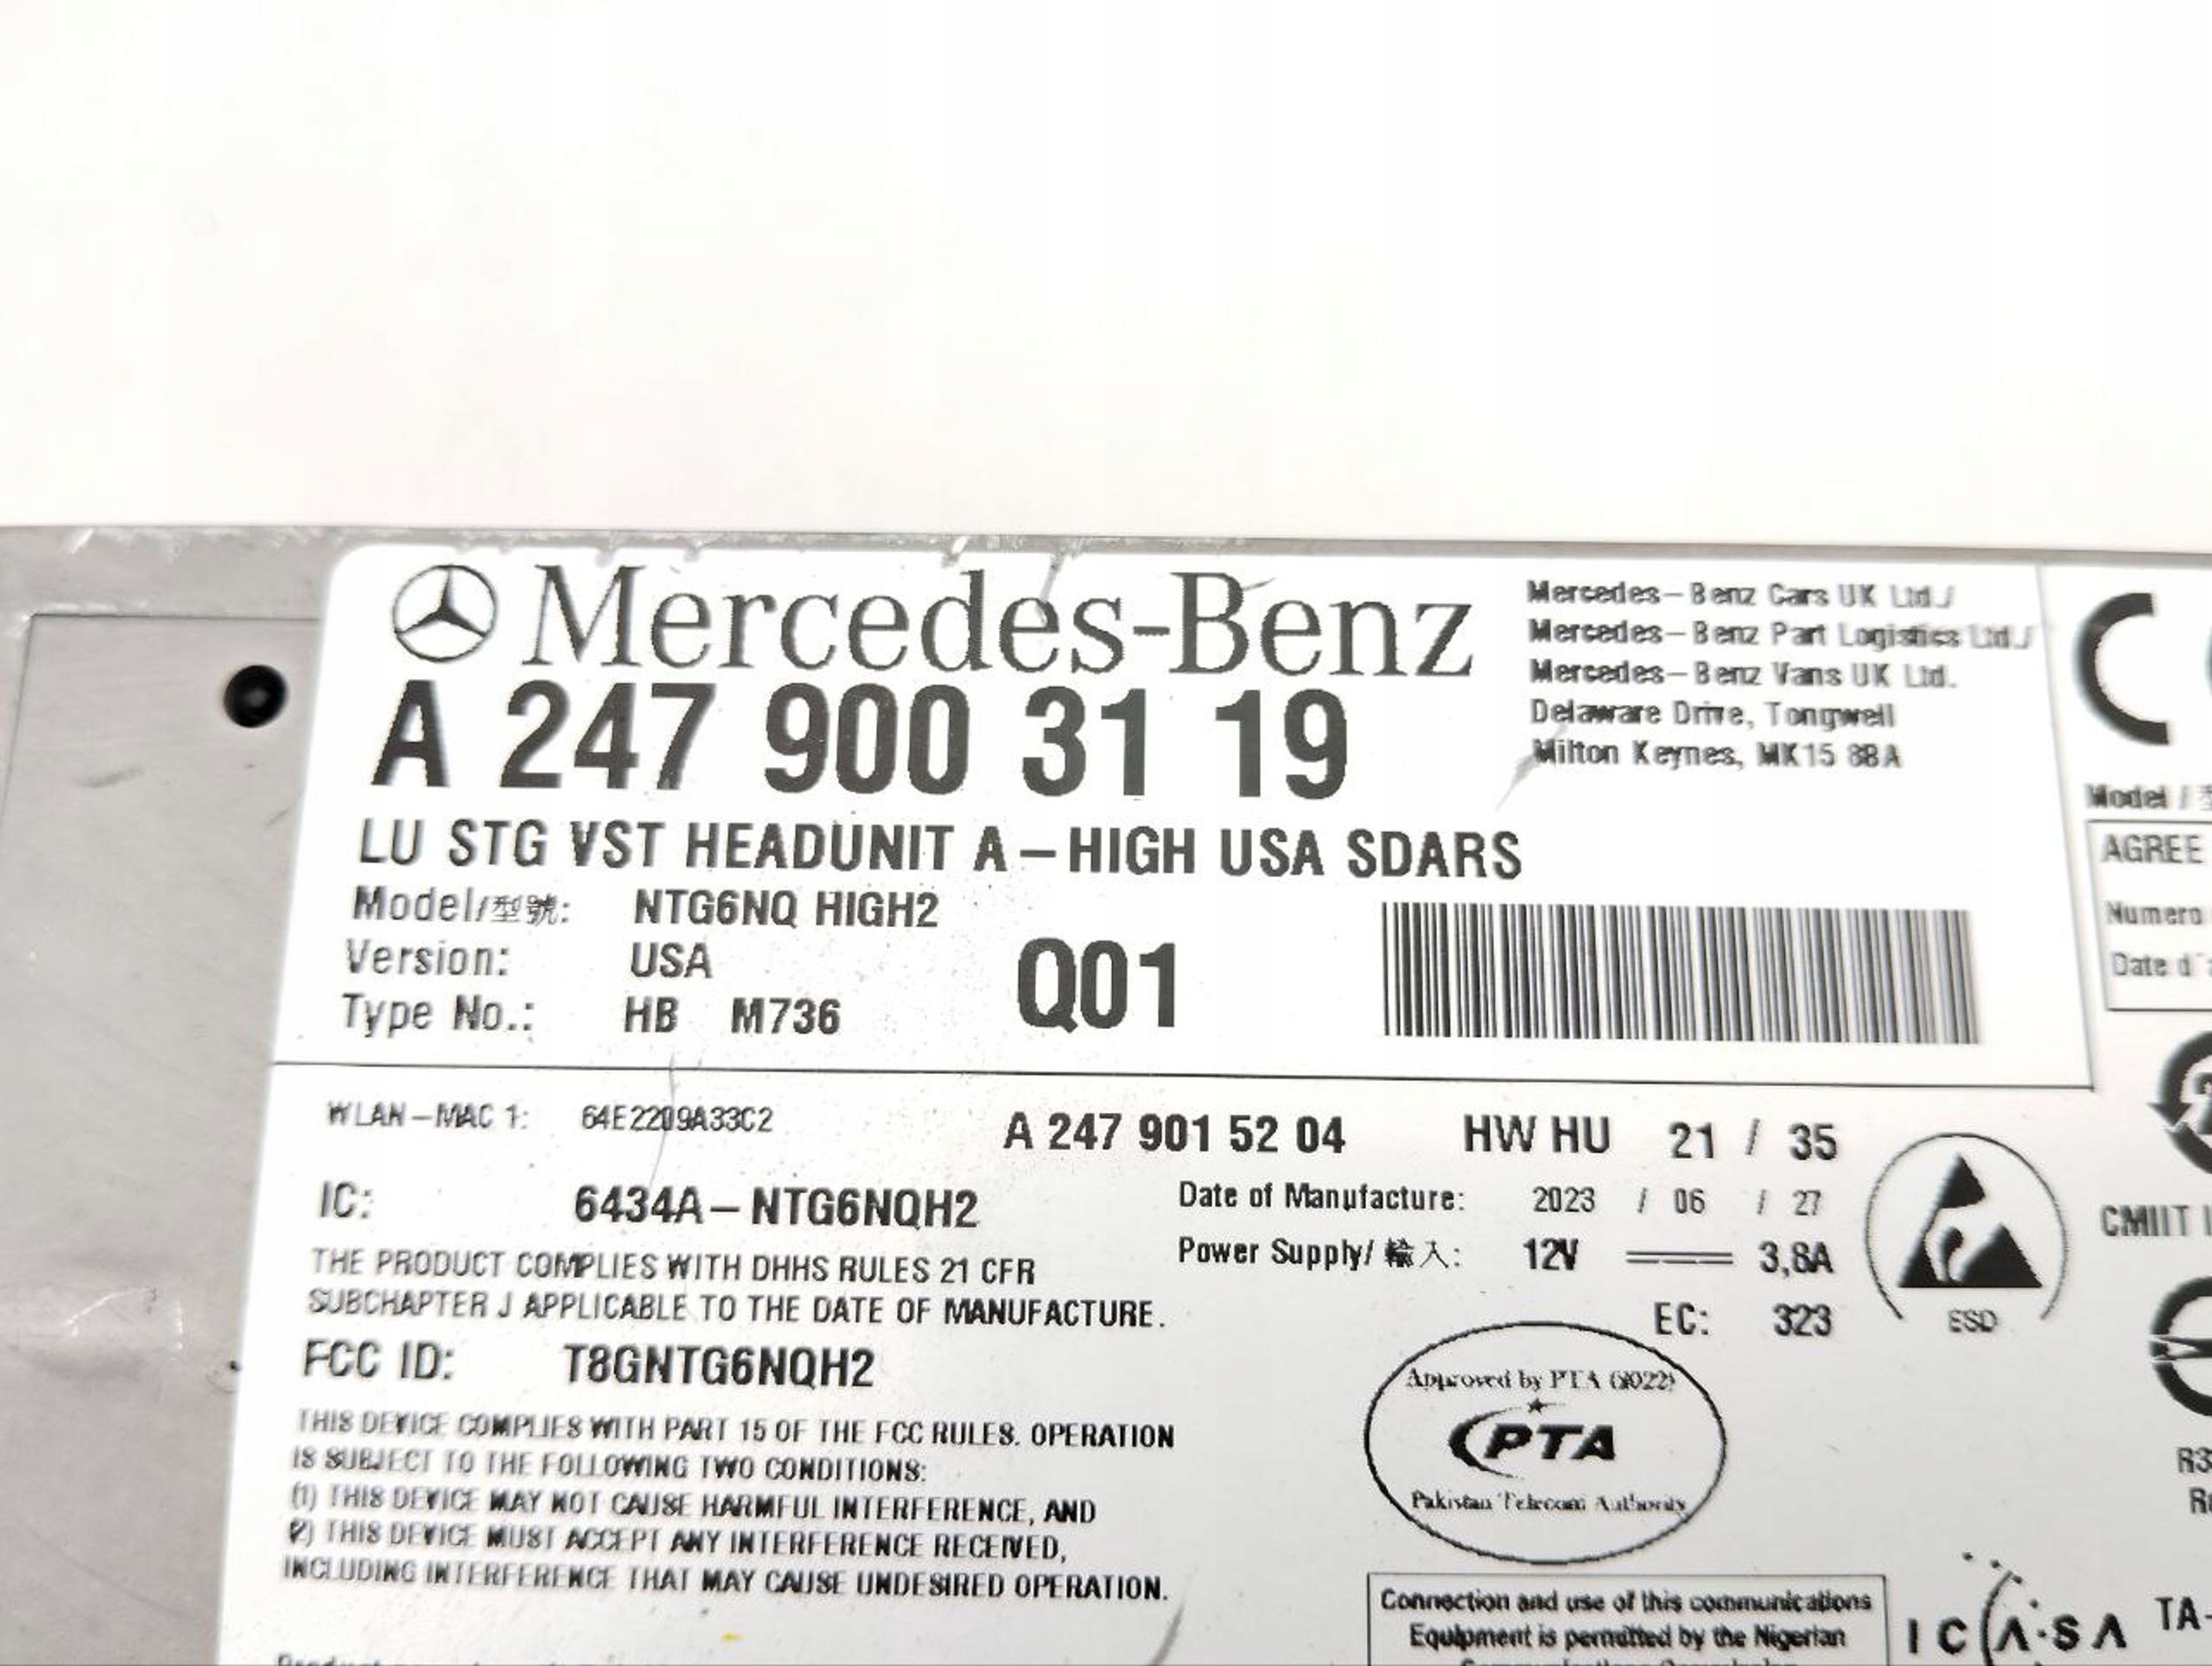 Mercedes-Benz
A 247 900 31 19
LU STG VST HEADUNIT A-HIGH USA SDARS
Model/型號: NTG6NQ HIGH2
Version: USA
Type No.: HB M736
Q01
Mercedes-Benz Cars UK Ltd./
Mercedes-Benz Part Logistics Ltd./
Mercedes-Benz Vans UK Ltd.
Delaware Drive, Tongwell
Milton Keynes, MK15 8BA
WLAN-MAC 1: 64E2209A33C2
A 247 901 52 04 HW HU 21 / 35
IC: 6434A-NTG6NQH2
Date of Manufacture: 2023 / 06 / 27
Power Supply/輸入: 12V 3,8A
EC: 323
THE PRODUCT COMPLIES WITH DHHS RULES 21 CFR
SUBCHAPTER J APPLICABLE TO THE DATE OF MANUFACTURE.
FCC ID: T8GNTG6NQH2
THIS DEVICE COMPLIES WITH PART 15 OF THE FCC RULES. OPERATION
IS SUBJECT TO THE FOLLOWING TWO CONDITIONS:
(1) THIS DEVICE MAY NOT CAUSE HARMFUL INTERFERENCE, AND
(2) THIS DEVICE MUST ACCEPT ANY INTERFERENCE RECEIVED,
INCLUDING INTERFERENCE THAT MAY CAUSE UNDESIRED OPERATION.
ESD
Approved by PTA (2022)
PTA
Pakistan Telecom Authority
Connection and use of this communications
Equipment is permitted by the Nigerian
ICASA
TA-
CE
Model /
AGREE
Numero
Date d'
CMIIT